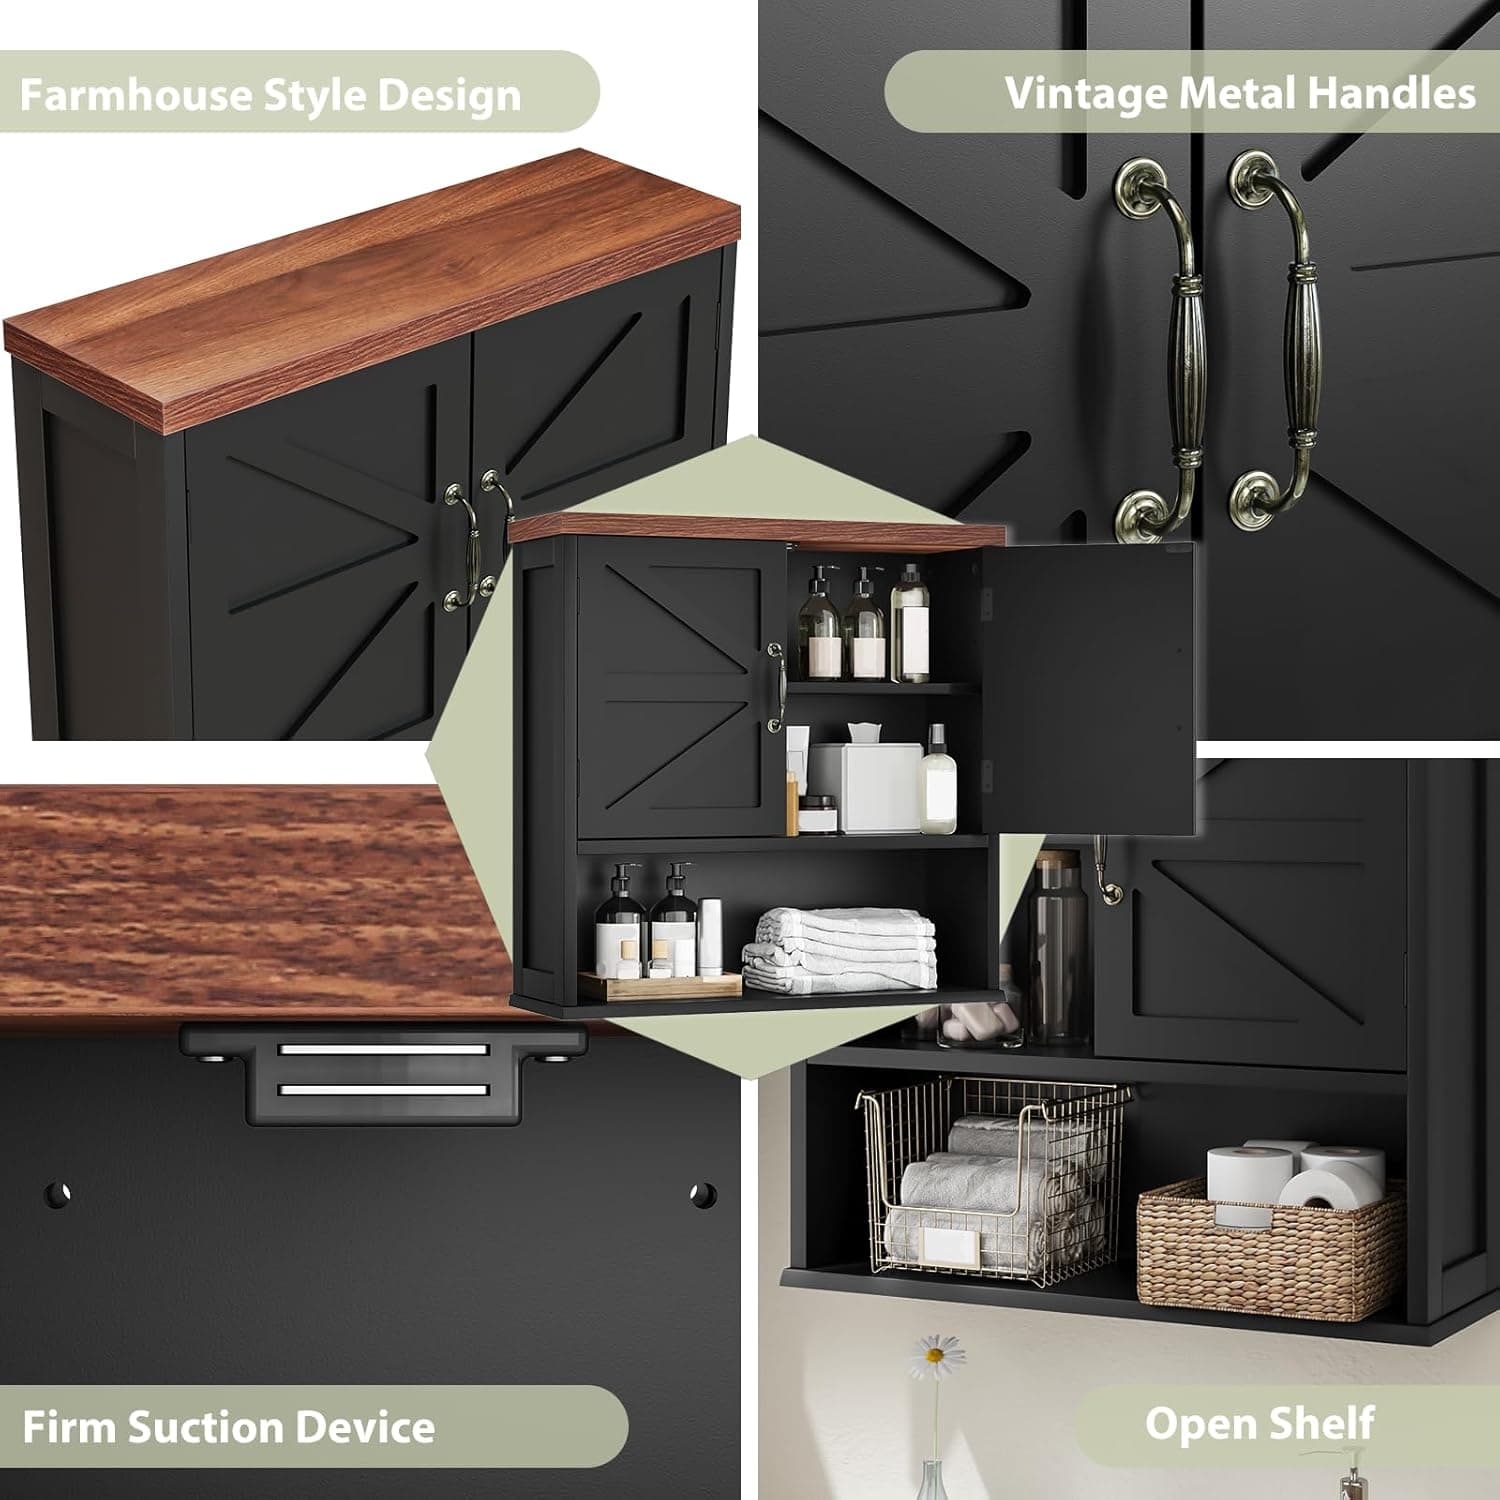 Farmhouse Style Design
Vintage Metal Handles
Firm Suction Device
Open Shelf